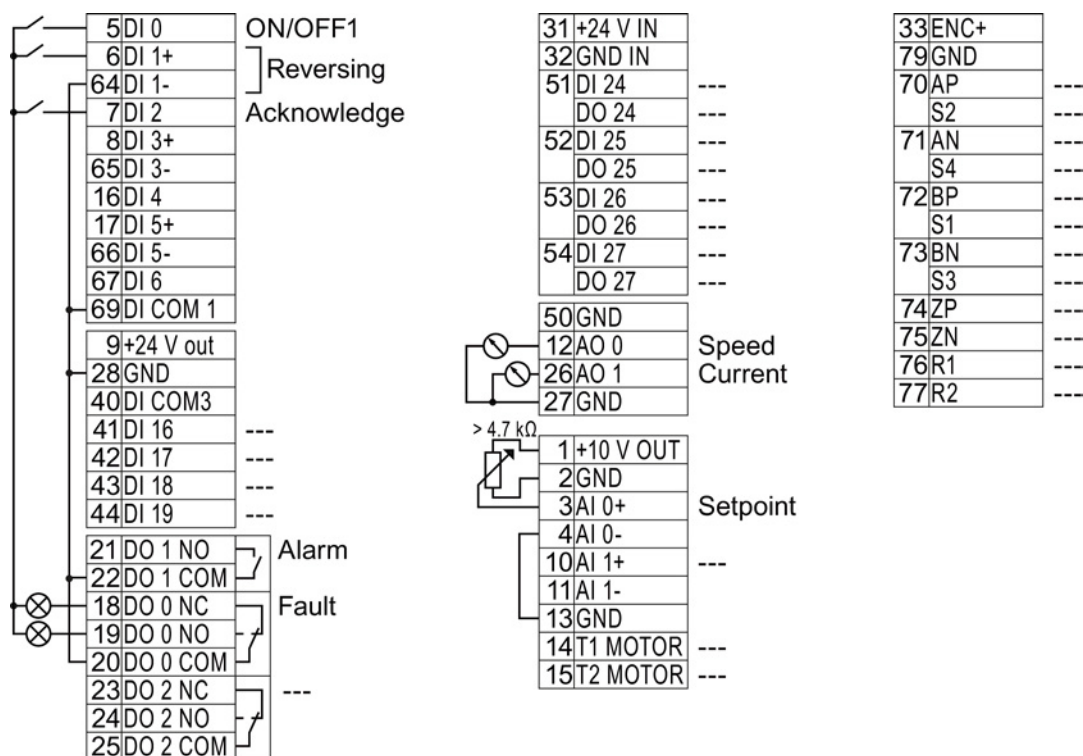 5 DI 0 ON/OFF1
6 DI 1+
Reversing
64 DI 1-
7 DI 2 Acknowledge
8 DI 3+
65 DI 3-
16 DI 4
17 DI 5+
66 DI 5-
67 DI 6
69 DI COM 1
9 +24 V out
28 GND
40 DI COM3
41 DI 16 ---
42 DI 17 ---
43 DI 18 ---
44 DI 19 ---
21 DO 1 NO Alarm
22 DO 1 COM
18 DO 0 NC Fault
19 DO 0 NO
20 DO 0 COM
23 DO 2 NC ---
24 DO 2 NO
25 DO 2 COM
31 +24 V IN
32 GND IN
51 DI 24 ---
DO 24 ---
52 DI 25 ---
DO 25 ---
53 DI 26 ---
DO 26 ---
54 DI 27 ---
DO 27 ---
50 GND
12 AO 0 Speed
26 AO 1 Current
27 GND
> 4.7 kΩ
1 +10 V OUT
2 GND
3 AI 0+ Setpoint
4 AI 0-
10 AI 1+ ---
11 AI 1-
13 GND
14 T1 MOTOR ---
15 T2 MOTOR ---
33 ENC+
79 GND
70 AP ----
S2 ----
71 AN ----
S4 ----
72 BP ----
S1 ----
73 BN ----
S3 ----
74 ZP ----
75 ZN ----
76 R1 ----
77 R2 ----